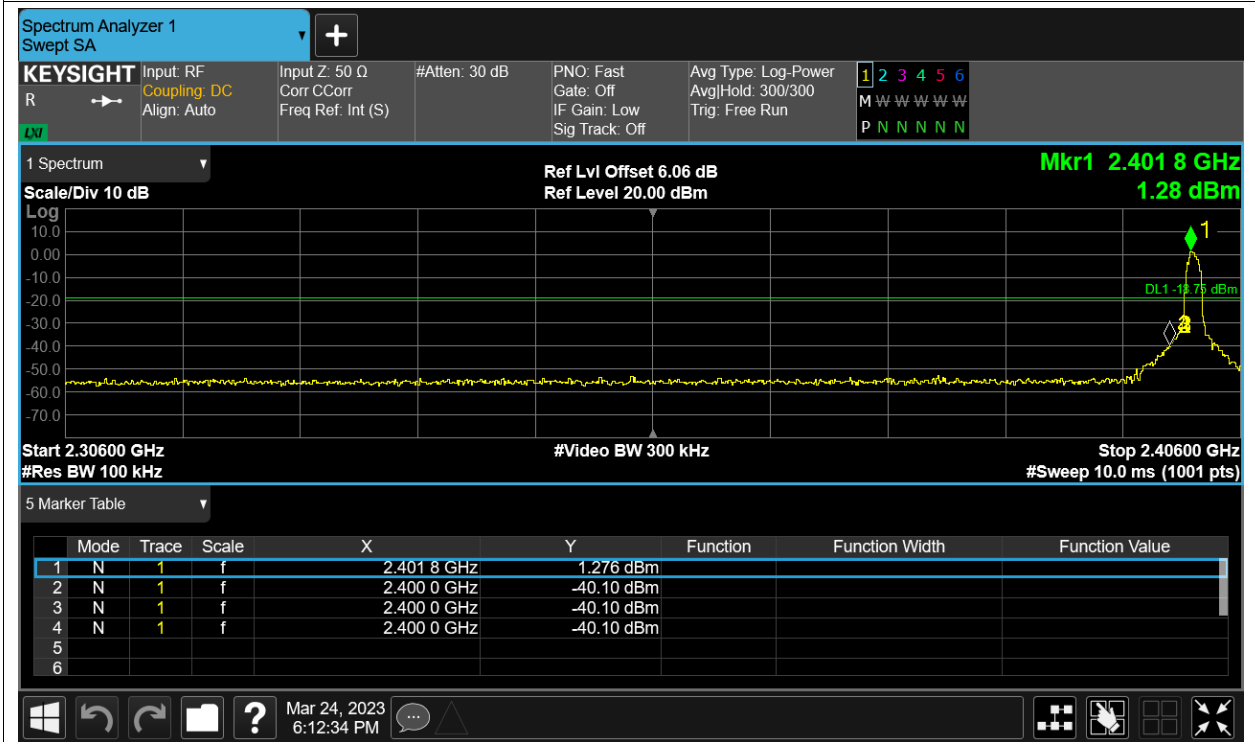 Spectrum Analyzer 1
Swept SA
+
KEYSIGHT
R
LXI
Input: RF
Coupling: DC
Align: Auto
Input Z: 50 Ω
Corr CCorr
Freq Ref: Int (S)
#Atten: 30 dB
PNO: Fast
Gate: Off
IF Gain: Low
Sig Track: Off
Avg Type: Log-Power
Avg|Hold: 300/300
Trig: Free Run
1 2 3 4 5 6
M W W W W W
P N N N N N
1 Spectrum
Scale/Div 10 dB
Ref Lvl Offset 6.06 dB
Ref Level 20.00 dBm
Mkr1 2.401 8 GHz
1.28 dBm
Log
10.0
0.00
-10.0
-20.0
-30.0
-40.0
-50.0
-60.0
-70.0
1
DL1 -18.75 dBm
Start 2.30600 GHz
#Res BW 100 kHz
#Video BW 300 kHz
Stop 2.40600 GHz
#Sweep 10.0 ms (1001 pts)
5 Marker Table
Mode Trace Scale X Y Function Function Width Function Value
1 N 1 f 2.401 8 GHz 1.276 dBm
2 N 1 f 2.400 0 GHz -40.10 dBm
3 N 1 f 2.400 0 GHz -40.10 dBm
4 N 1 f 2.400 0 GHz -40.10 dBm
5
6
?
Mar 24, 2023
6:12:34 PM